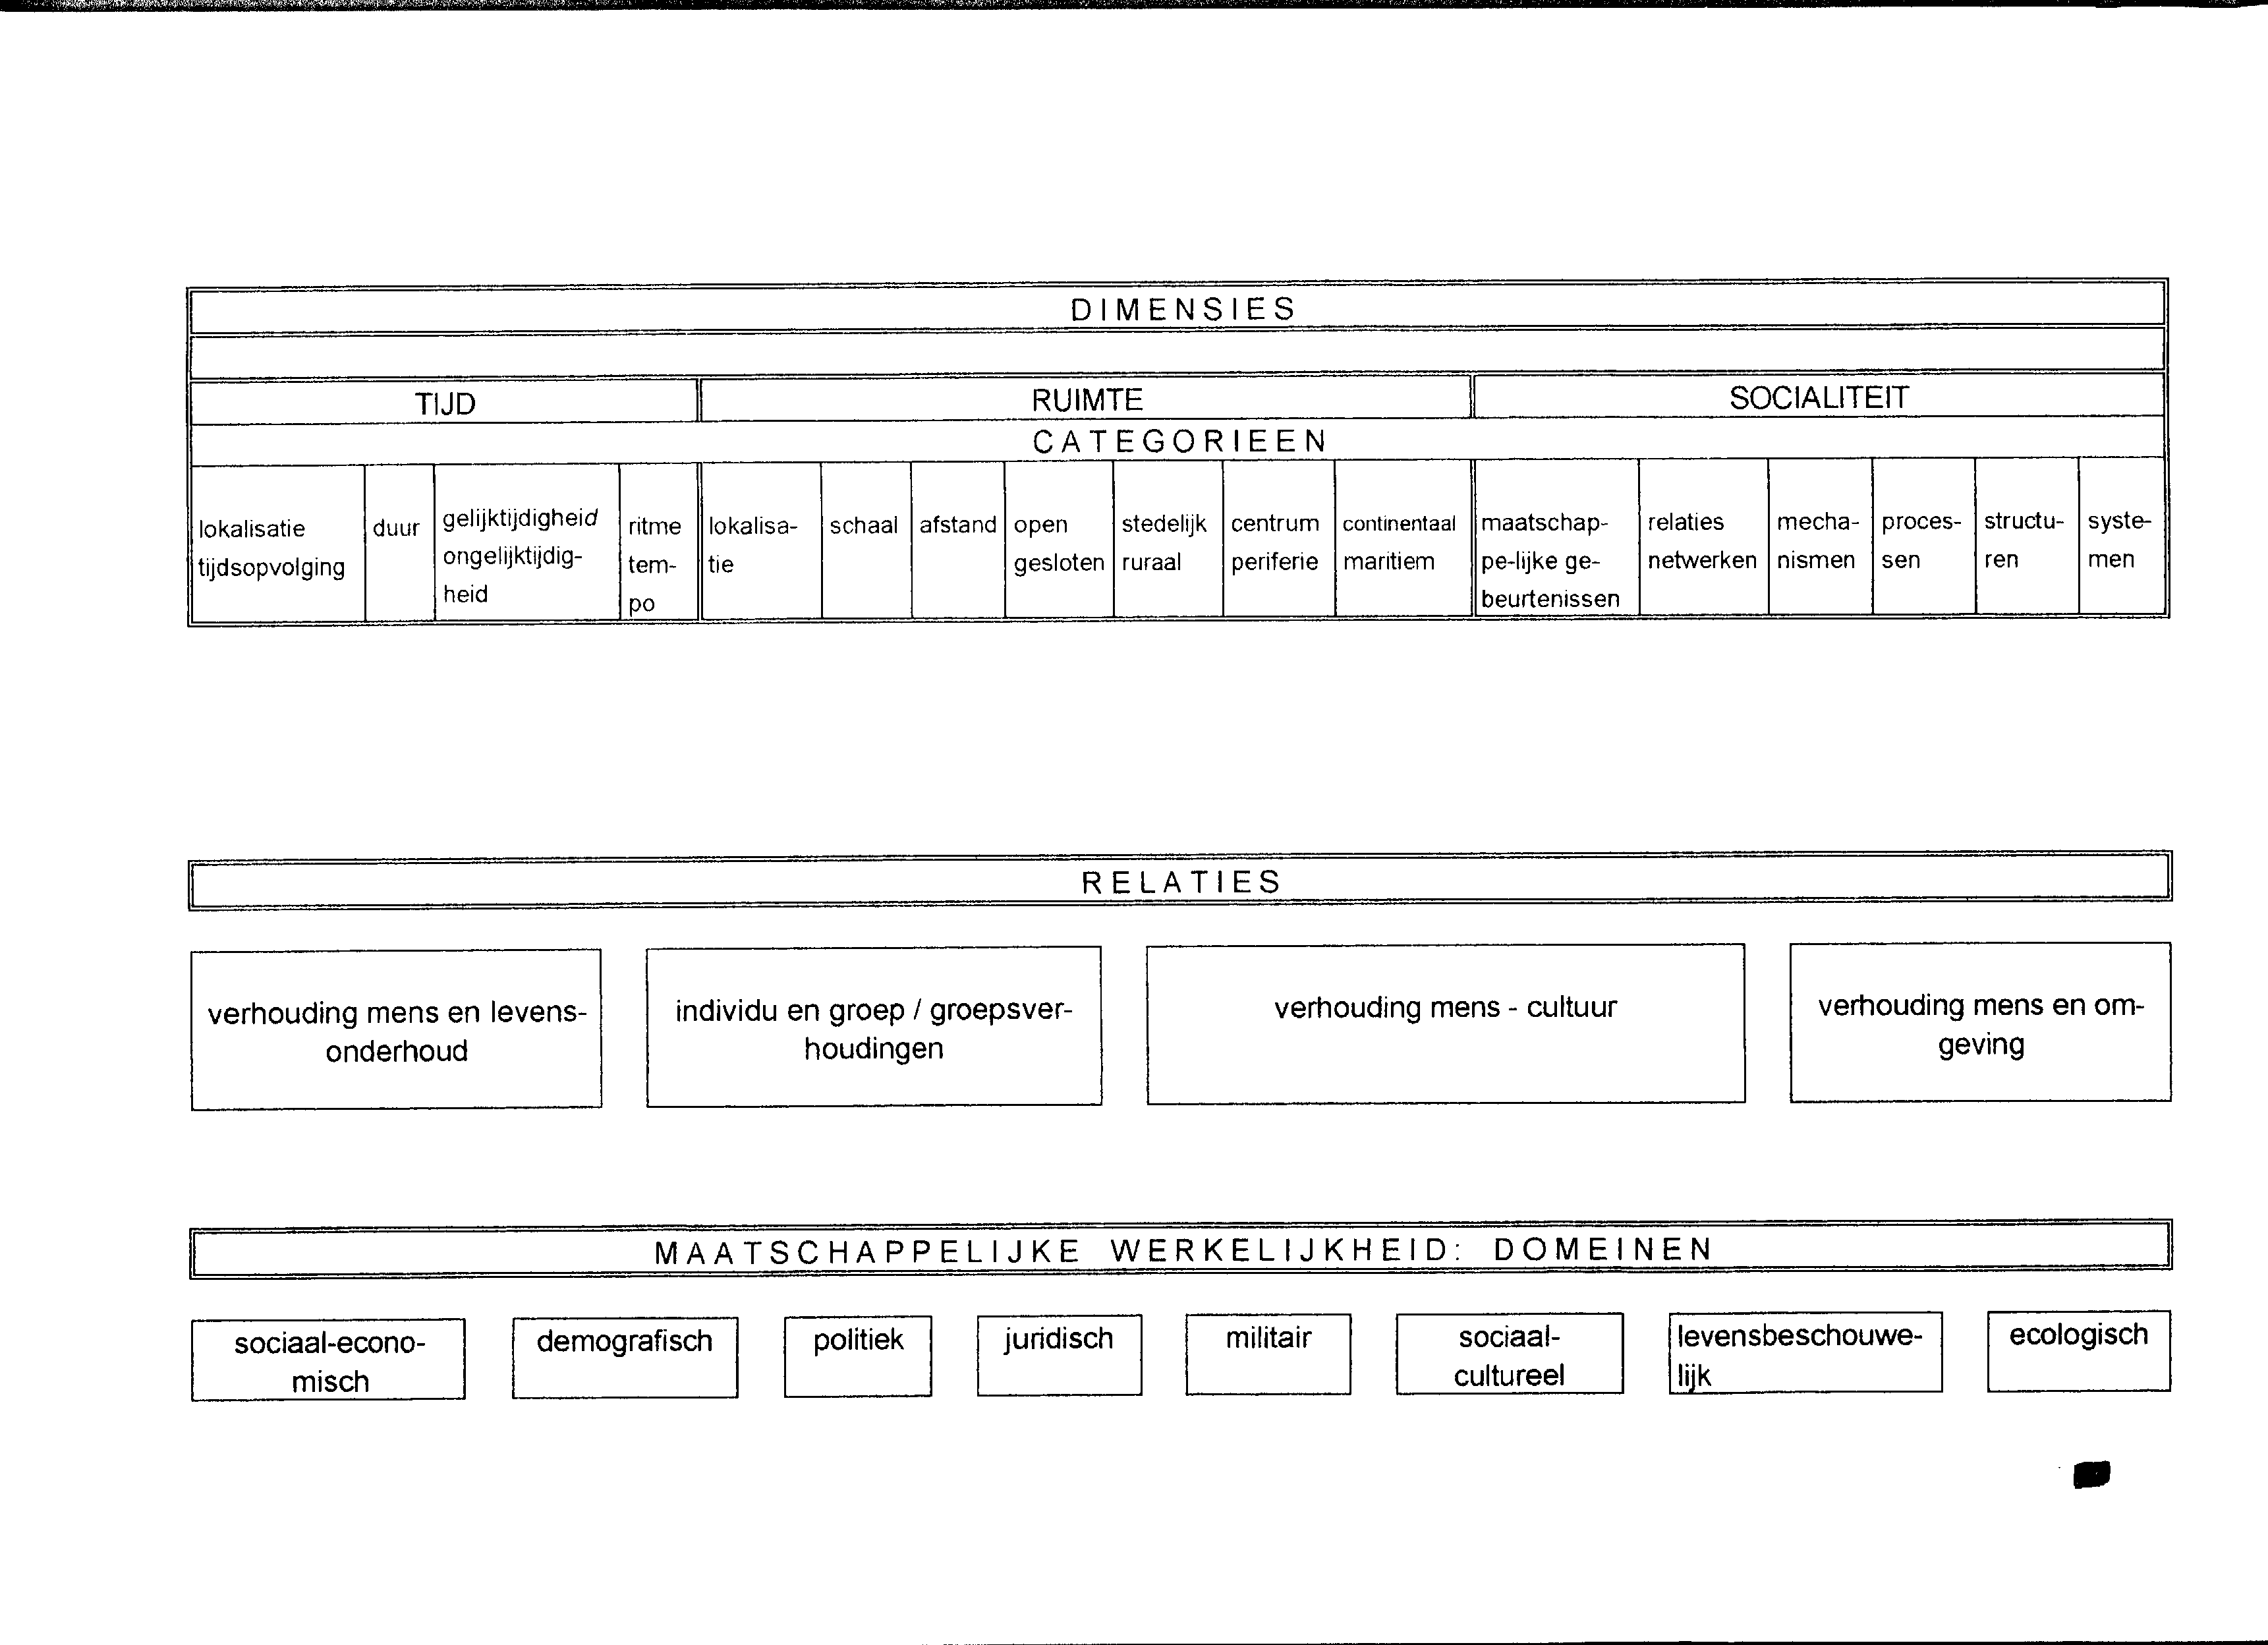 DIMENSIES
TIJD
RUIMTE
SOCIALITEIT
CATEGORIEEN
lokalisatie
tijdsopvolging
duur
gelijktijdigheid
ongelijktijdig-
heid
ritme
tem-
po
lokalisa-
tie
schaal
afstand
open
gesloten
stedelijk
ruraal
centrum
periferie
continentaal
maritiem
maatschap-
pe-lijke ge-
beurtenissen
relaties
netwerken
mecha-
nismen
proces-
sen
structu-
ren
syste-
men
RELATIES
verhouding mens en levens-
onderhoud
individu en groep / groepsver-
houdingen
verhouding mens - cultuur
verhouding mens en om-
geving
MAATSCHAPPELIJKE WERKELIJKHEID: DOMEINEN
sociaal-econo-
misch
demografisch
politiek
juridisch
militair
sociaal-
cultureel
levensbeschouwe-
lijk
ecologisch